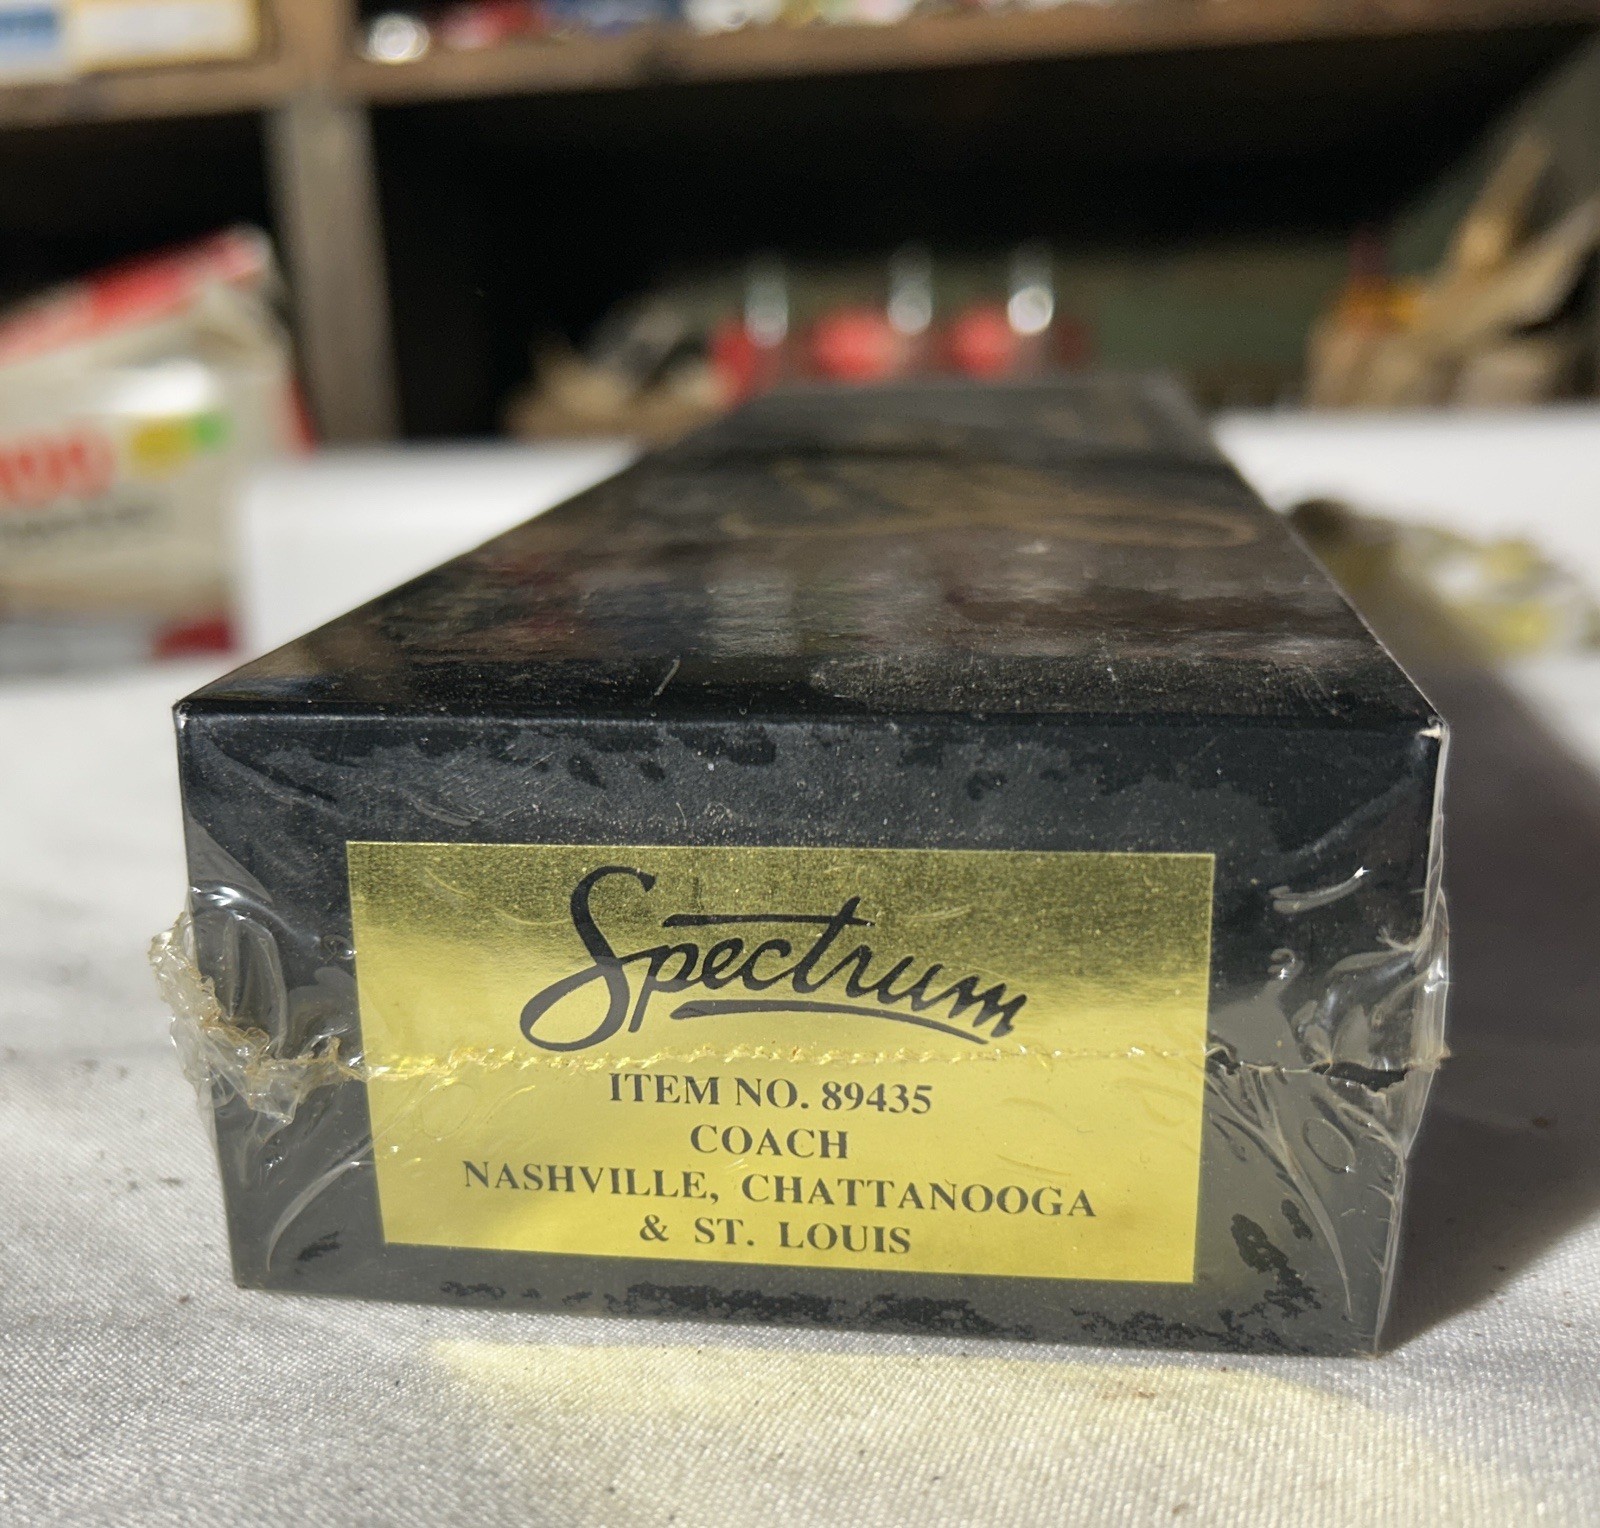 Spectrum
ITEM NO. 89435
COACH
NASHVILLE, CHATTANOOGA
& ST. LOUIS